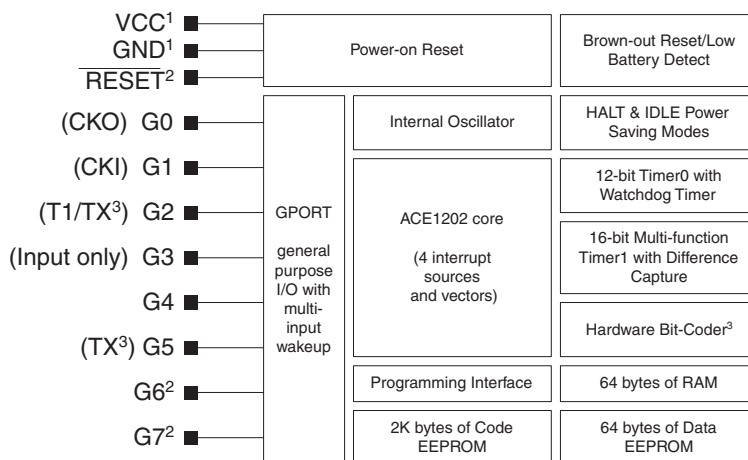 VCC¹
GND¹
RESET²
(CKO) G0
(CKI) G1
(T1/TX³) G2
(Input only) G3
G4
(TX³) G5
G6²
G7²
Power-on Reset
Brown-out Reset/Low
Battery Detect
GPORT
general
purpose
I/O with
multi-
input
wakeup
Internal Oscillator
HALT & IDLE Power
Saving Modes
ACE1202 core
(4 interrupt
sources
and vectors)
12-bit Timer0 with
Watchdog Timer
16-bit Multi-function
Timer1 with Difference
Capture
Hardware Bit-Coder³
Programming Interface
64 bytes of RAM
2K bytes of Code
EEPROM
64 bytes of Data
EEPROM